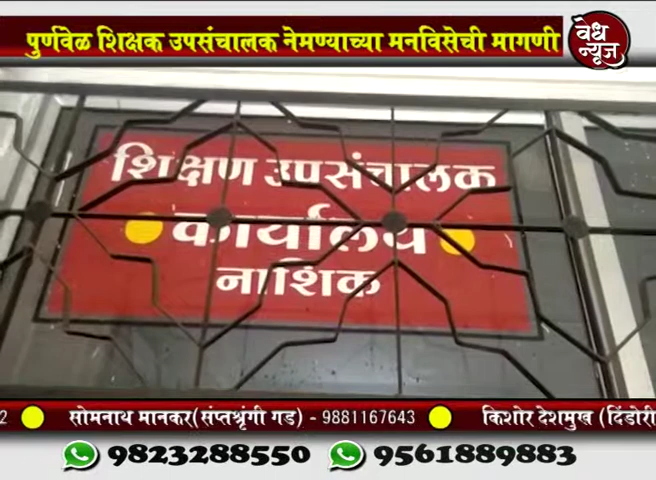 पुर्णवेळ शिक्षक उपसंचालक नेमण्याच्या मनविसेची मागणी
वेध
न्यूज
शिक्षण उपसंचालक
कार्यालय
नाशिक
2 सोमनाथ मानकर(संप्तश्रृंगी गड) - 9881167643 किशोर देशमुख (दिंडोरी
9823288550 9561889883